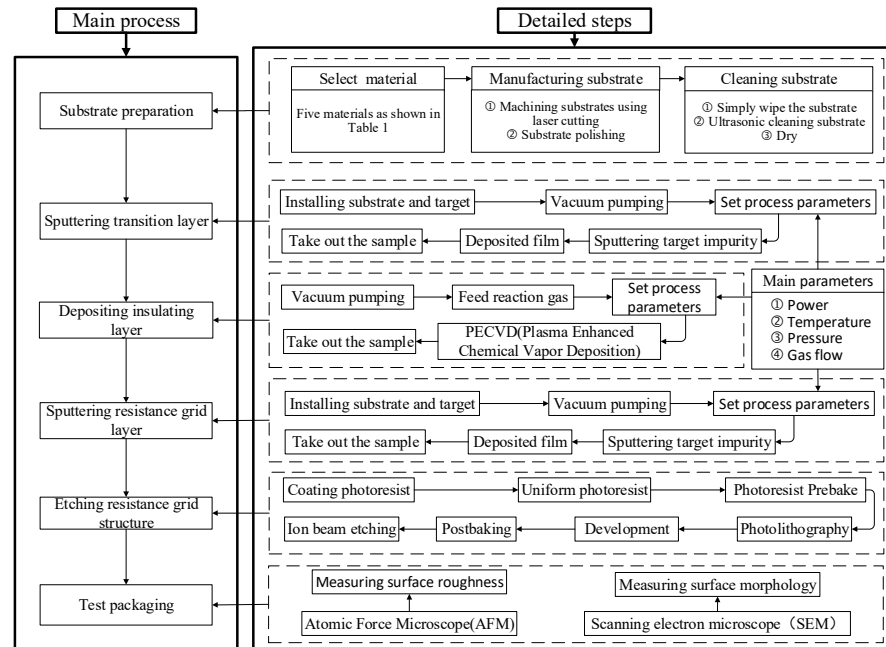 Main process
Detailed steps
Substrate preparation
Select material
Five materials as shown in
Table 1
Manufacturing substrate
① Machining substrates using
laser cutting
② Substrate polishing
Cleaning substrate
① Simply wipe the substrate
② Ultrasonic cleaning substrate
③ Dry
Sputtering transition layer
Installing substrate and target
Vacuum pumping
Set process parameters
Take out the sample
Deposited film
Sputtering target impurity
Depositing insulating
layer
Vacuum pumping
Feed reaction gas
Set process
parameters
Take out the sample
PECVD(Plasma Enhanced
Chemical Vapor Deposition)
Main parameters
① Power
② Temperature
③ Pressure
④ Gas flow
Sputtering resistance grid
layer
Installing substrate and target
Vacuum pumping
Set process parameters
Take out the sample
Deposited film
Sputtering target impurity
Etching resistance grid
structure
Coating photoresist
Uniform photoresist
Photoresist Prebake
Ion beam etching
Postbaking
Development
Photolithography
Test packaging
Measuring surface roughness
Measuring surface morphology
Atomic Force Microscope(AFM)
Scanning electron microscope（SEM）